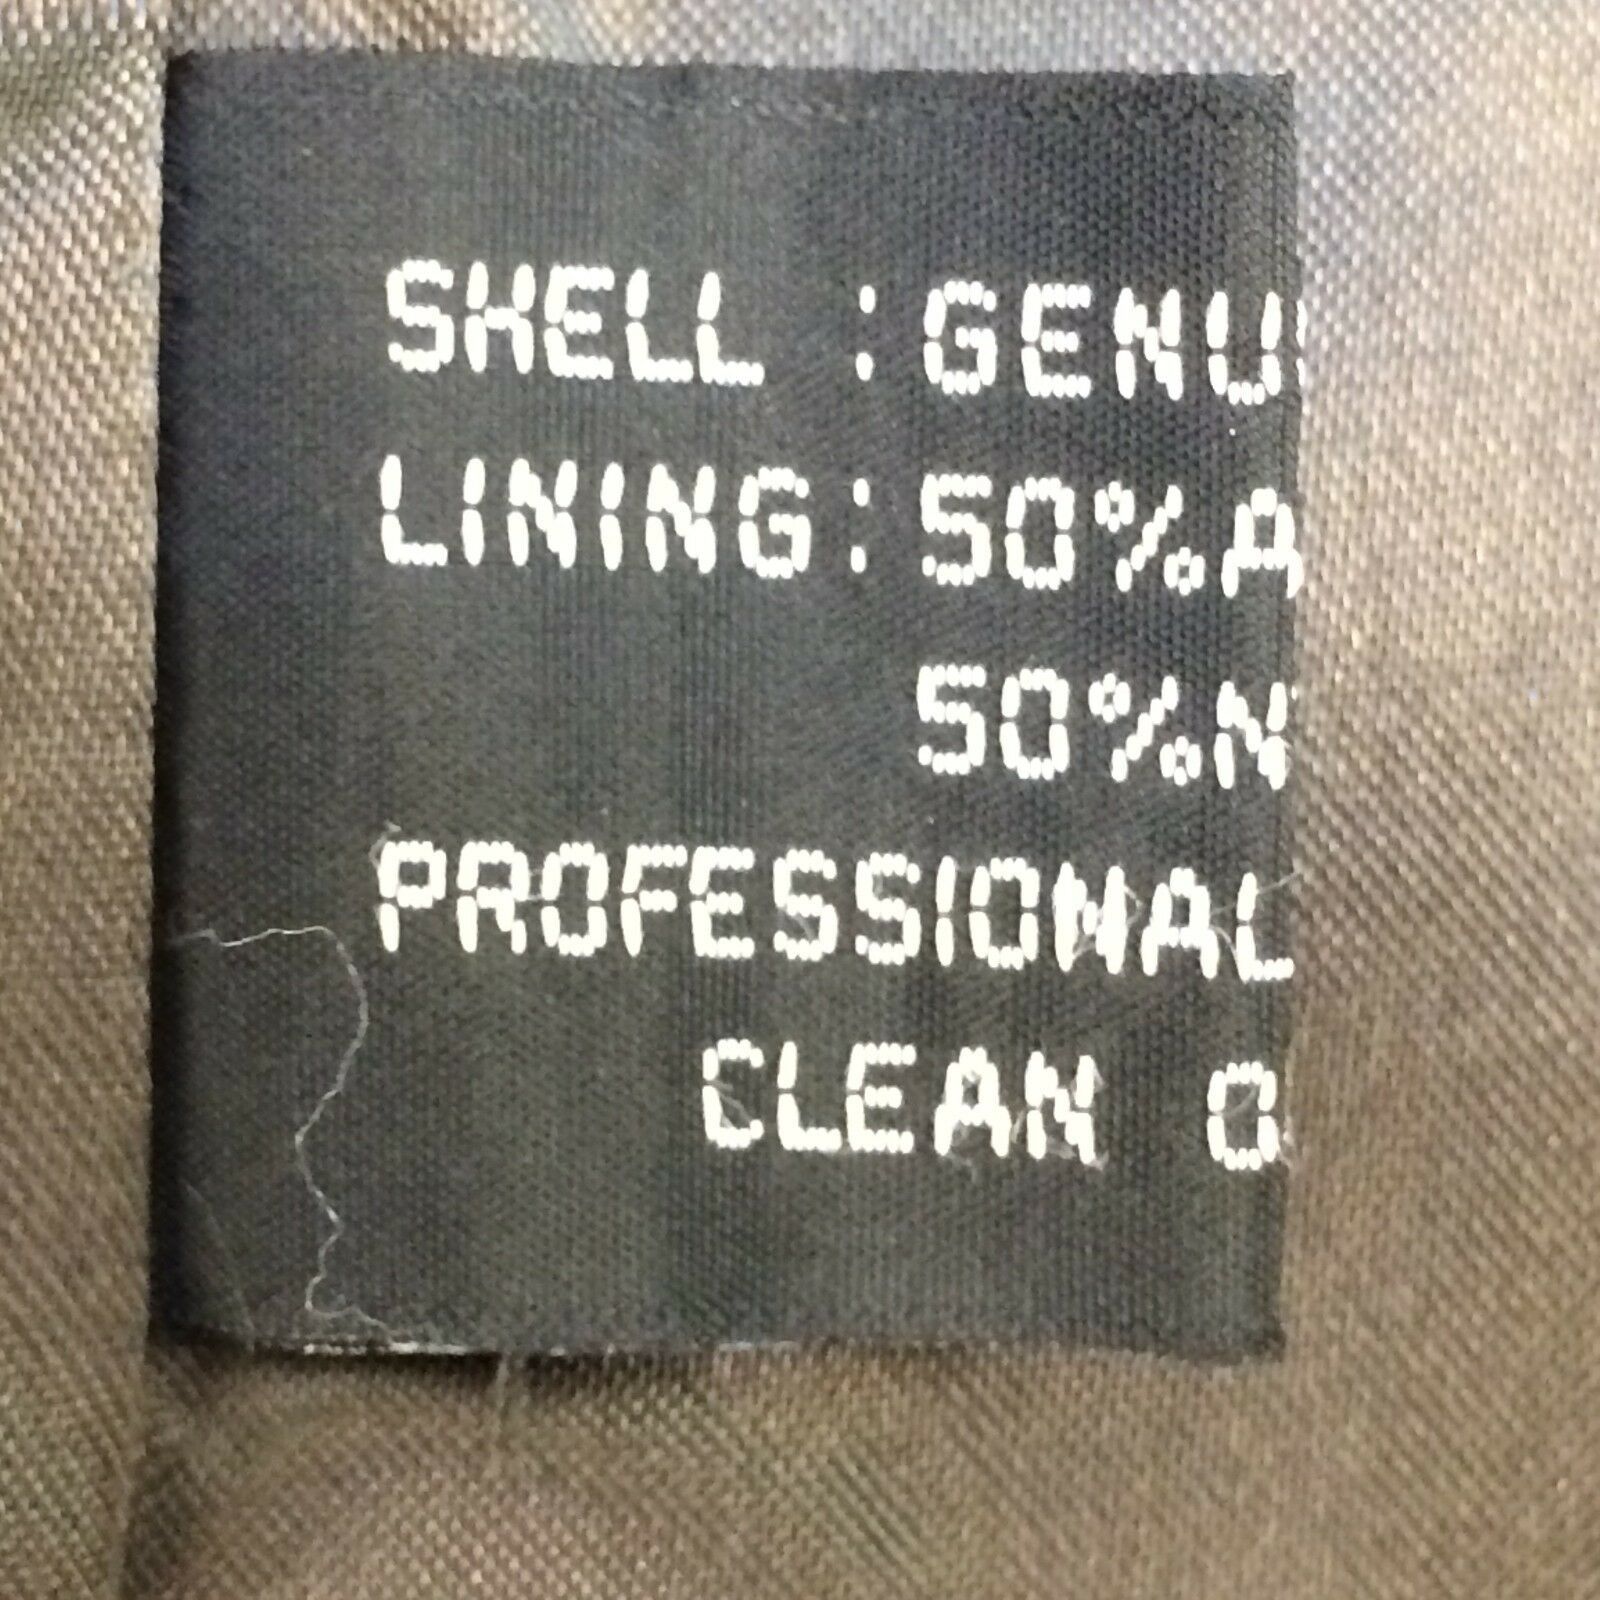 SHELL :GENU
LINING:50%A
50%N
PROFESSIONAL
CLEAN O